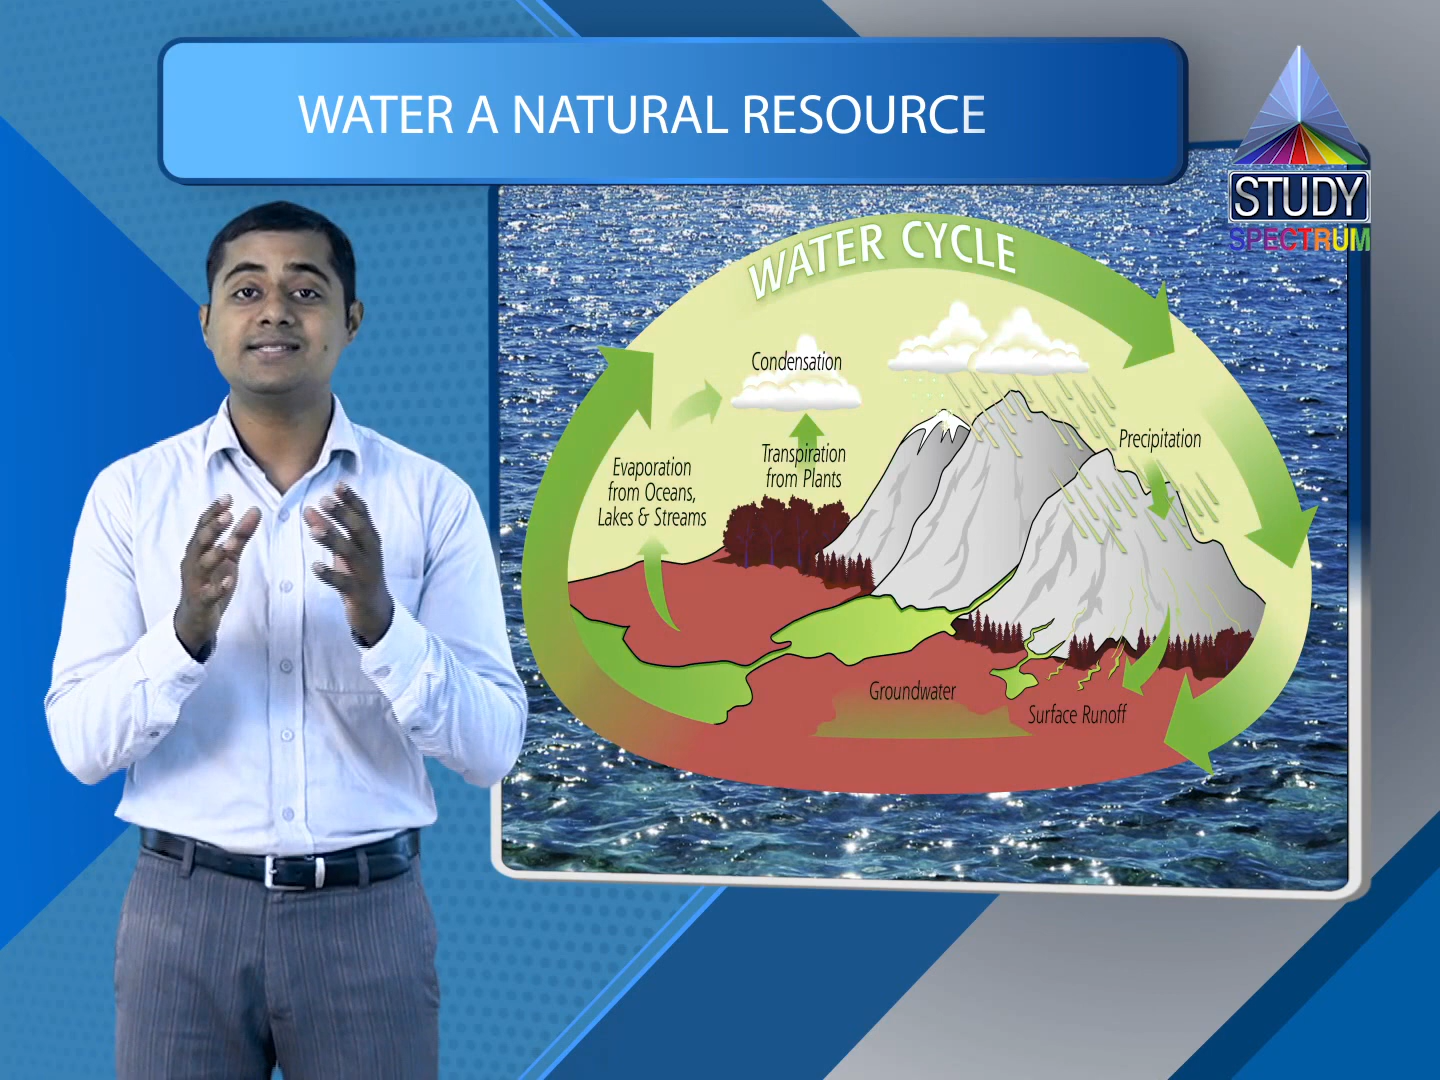 WATER A NATURAL RESOURCE
STUDY
SPECTRUM
WATER CYCLE
Condensation
Precipitation
Transpiration
from Plants
Evaporation
from Oceans,
Lakes & Streams
Groundwater
Surface Runoff